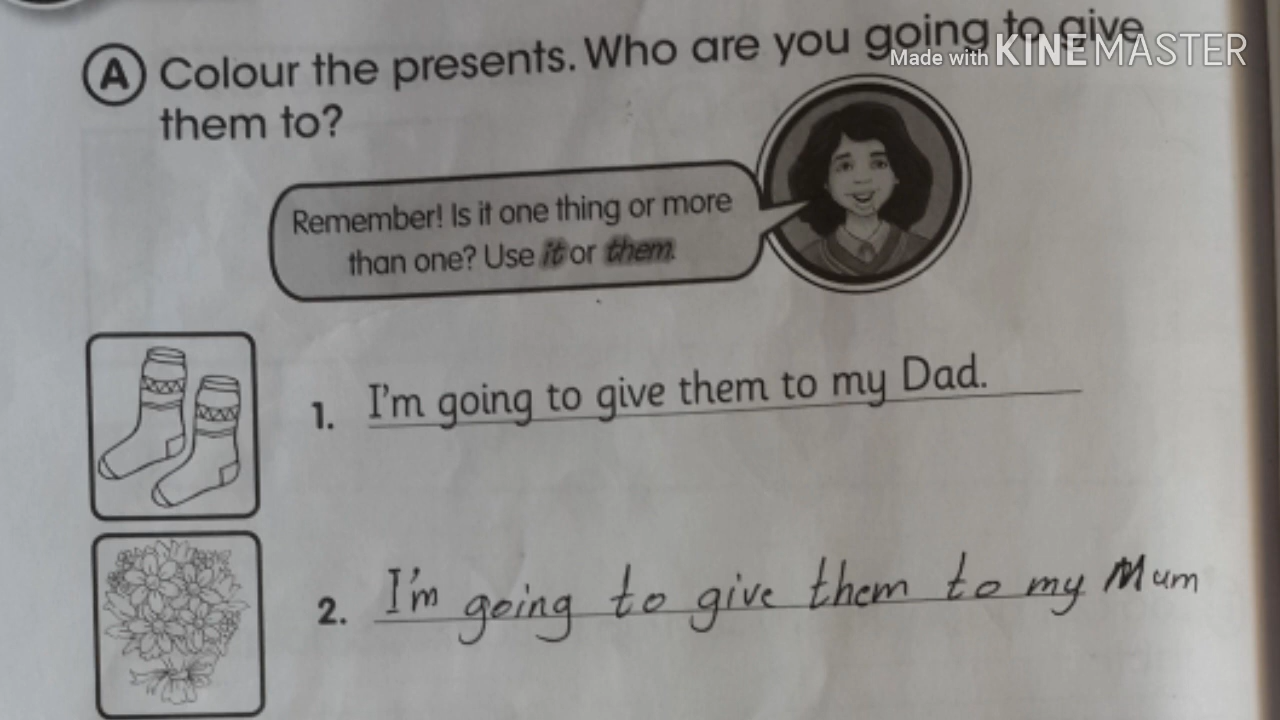 A Colour the presents. Who are you going to give
Made with KINEMASTER
them to?
Remember! Is it one thing or more
than one? Use it or them.
1. I'm going to give them to my Dad.
2. I'm going to give them to my Mum